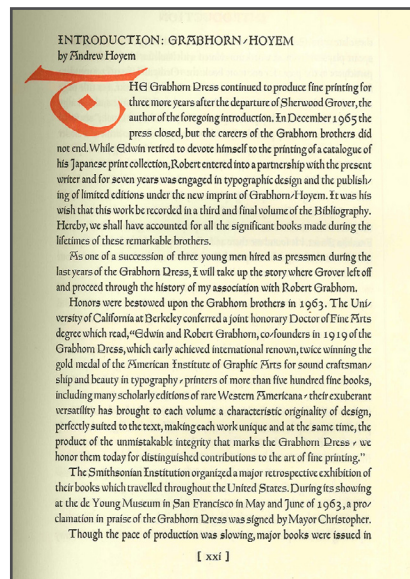 INTRODUCTION: GRABHORN-HOYEM
by Andrew Hoyem
THE Grabhorn Press continued to produce fine printing for
three more years after the departure of Sherwood Grover, the
author of the foregoing introduction. In December 1965 the
press closed, but the careers of the Grabhorn brothers did
not end. While Edwin retired to devote himself to the printing of a catalogue of
his Japanese print collection, Robert entered into a partnership with the present
writer and for seven years was engaged in typographic design and the publish-
ing of limited editions under the new imprint of Grabhorn-Hoyem. It was his
wish that this work be recorded in a third and final volume of the Bibliography.
Hereby, we shall have accounted for all the significant books made during the
lifetimes of these remarkable brothers.
As one of a succession of three young men hired as pressmen during the
last years of the Grabhorn Press, I will take up the story where Grover left off
and proceed through the history of my association with Robert Grabhorn.
Honors were bestowed upon the Grabhorn brothers in 1963. The Uni-
versity of California at Berkeley conferred a joint honorary Doctor of Fine Arts
degree which read, “Edwin and Robert Grabhorn, co-founders in 1919 of the
Grabhorn Press, which early achieved international renown, twice winning the
gold medal of the American Institute of Graphic Arts for sound craftsman-
ship and beauty in typography - printers of more than five hundred fine books,
including many scholarly editions of rare Western Americana - their exuberant
versatility has brought to each volume a characteristic originality of design,
perfectly suited to the text, making each work unique and at the same time, the
product of the unmistakable integrity that marks the Grabhorn Press - we
honor them today for distinguished contributions to the art of fine printing.”
The Smithsonian Institution organized a major retrospective exhibition of
their books which travelled throughout the United States. During its showing
at the de Young Museum in San Francisco in May and June of 1963, a pro-
clamation in praise of the Grabhorn Press was signed by Mayor Christopher.
Though the pace of production was slowing, major books were issued in
[ xxi ]